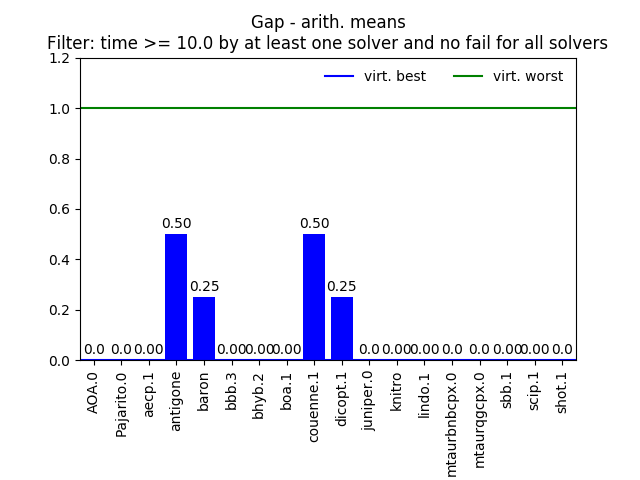 Gap - arith. means
Filter: time >= 10.0 by at least one solver and no fail for all solvers
virt. best
virt. worst
1.2
1.0
0.8
0.6
0.4
0.2
0.0
0.0
0.0
0.00
0.50
0.25
0.00
0.00
0.00
0.50
0.25
0.0
0.00
0.00
0.0
0.0
0.00
0.00
0.0
AOA.0
Pajarito.0
aecp.1
antigone
baron
bbb.3
bhyb.2
boa.1
couenne.1
dicopt.1
juniper.0
knitro
lindo.1
mtaurbnbcpx.0
mtaurqgcpx.0
sbb.1
scip.1
shot.1